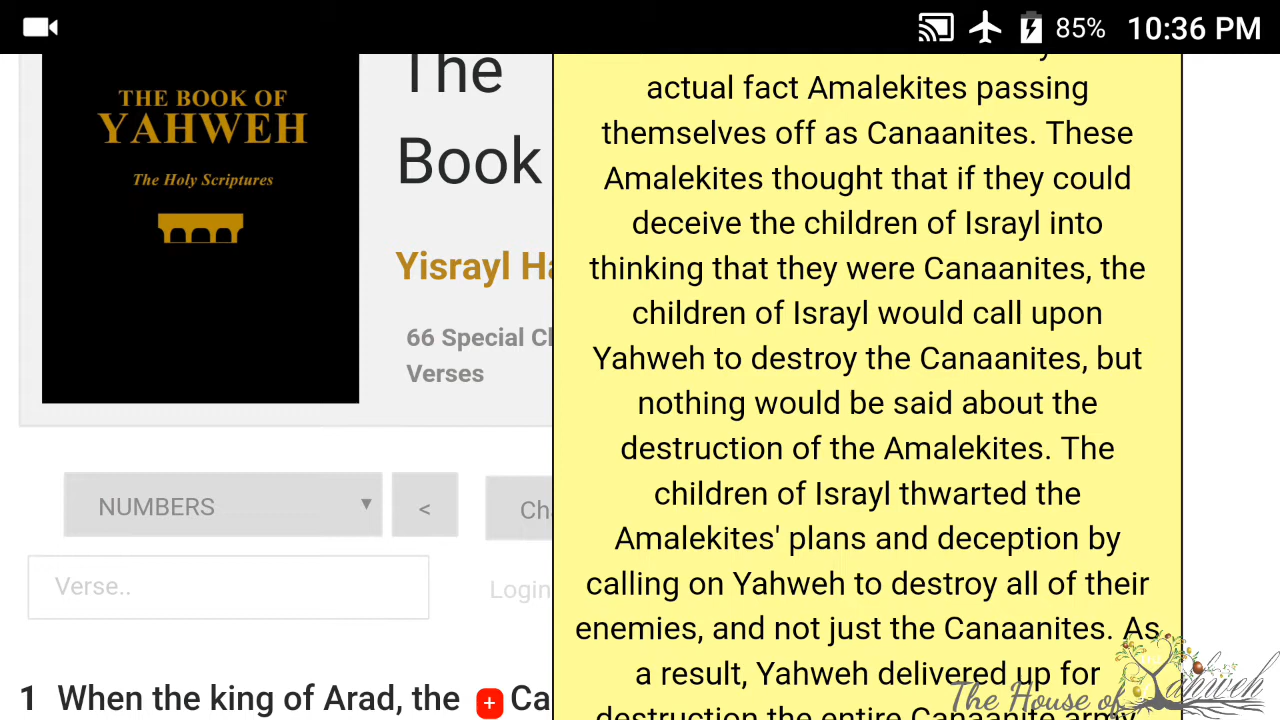 85% 10:36 PM
THE BOOK OF
YAHWEH
The Holy Scriptures
The
Book
Yisrayl Ha
66 Special Ch
Verses
NUMBERS
<
Ch
Verse..
Login
1 When the king of Arad, the + Ca
actual fact Amalekites passing
themselves off as Canaanites. These
Amalekites thought that if they could
deceive the children of Israyl into
thinking that they were Canaanites, the
children of Israyl would call upon
Yahweh to destroy the Canaanites, but
nothing would be said about the
destruction of the Amalekites. The
children of Israyl thwarted the
Amalekites' plans and deception by
calling on Yahweh to destroy all of their
enemies, and not just the Canaanites. As
a result, Yahweh delivered up for
destruction the entire Canaanite army
The House of Yahweh